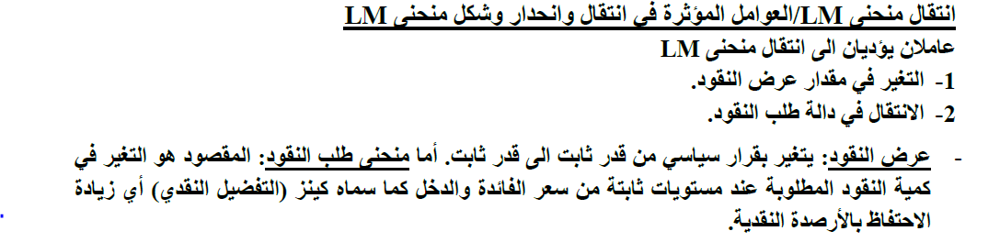 انتقال منحنى LM/العوامل المؤثرة في انتقال وانحدار وشكل منحنى LM
عاملان يؤديان الى انتقال منحنى LM
1- التغير في مقدار عرض النقود.
2- الانتقال في دالة طلب النقود.
- عرض النقود: يتغير بقرار سياسي من قدر ثابت الى قدر ثابت. أما منحنى طلب النقود: المقصود هو التغير في
كمية النقود المطلوبة عند مستويات ثابتة من سعر الفائدة والدخل كما سماه كينز (التفضيل النقدي) أي زيادة
الاحتفاظ بالأرصدة النقدية.